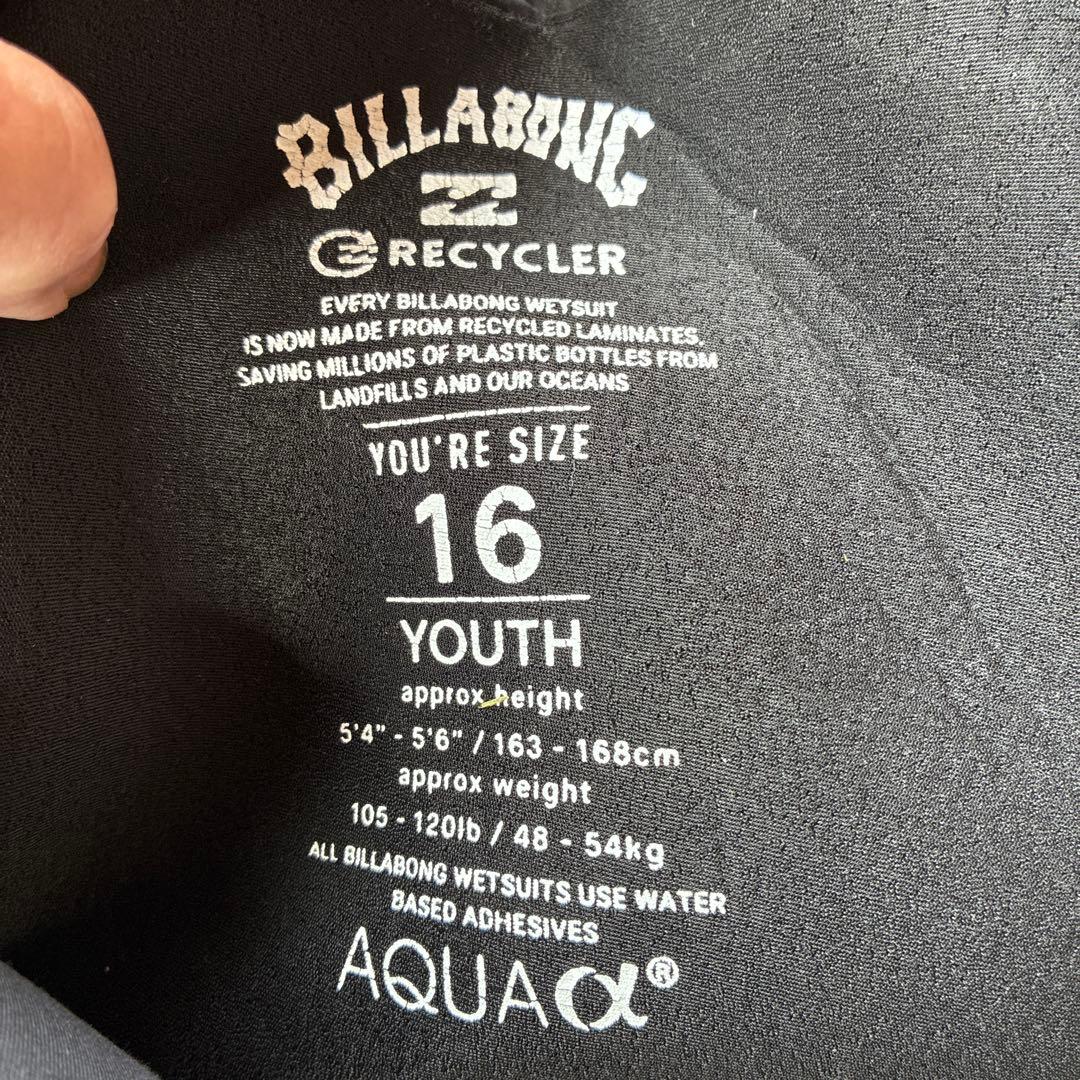 BILLABONG
RECYCLER
EVERY BILLABONG WETSUIT
IS NOW MADE FROM RECYCLED LAMINATES,
SAVING MILLIONS OF PLASTIC BOTTLES FROM
LANDFILLS AND OUR OCEANS
YOU'RE SIZE
16
YOUTH
approx height
5'4" - 5'6" / 163 - 168cm
approx weight
105 - 120lb / 48 - 54kg
ALL BILLABONG WETSUITS USE WATER
BASED ADHESIVES
AQUA α®